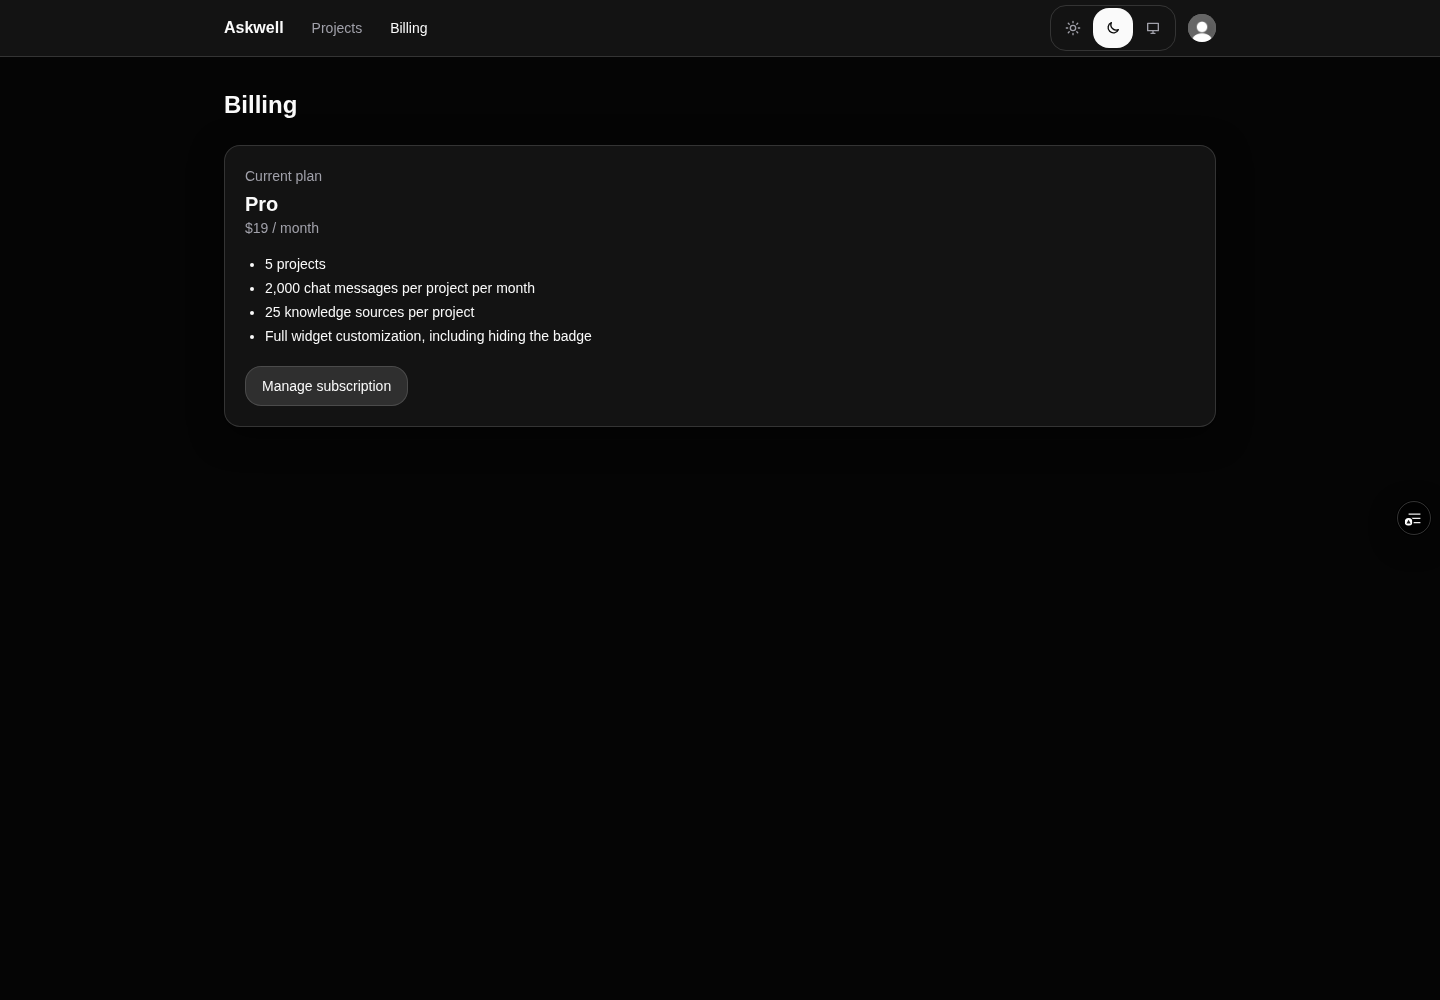 Askwell Projects Billing
Billing
Current plan
Pro
$19 / month
• 5 projects
• 2,000 chat messages per project per month
• 25 knowledge sources per project
• Full widget customization, including hiding the badge
Manage subscription